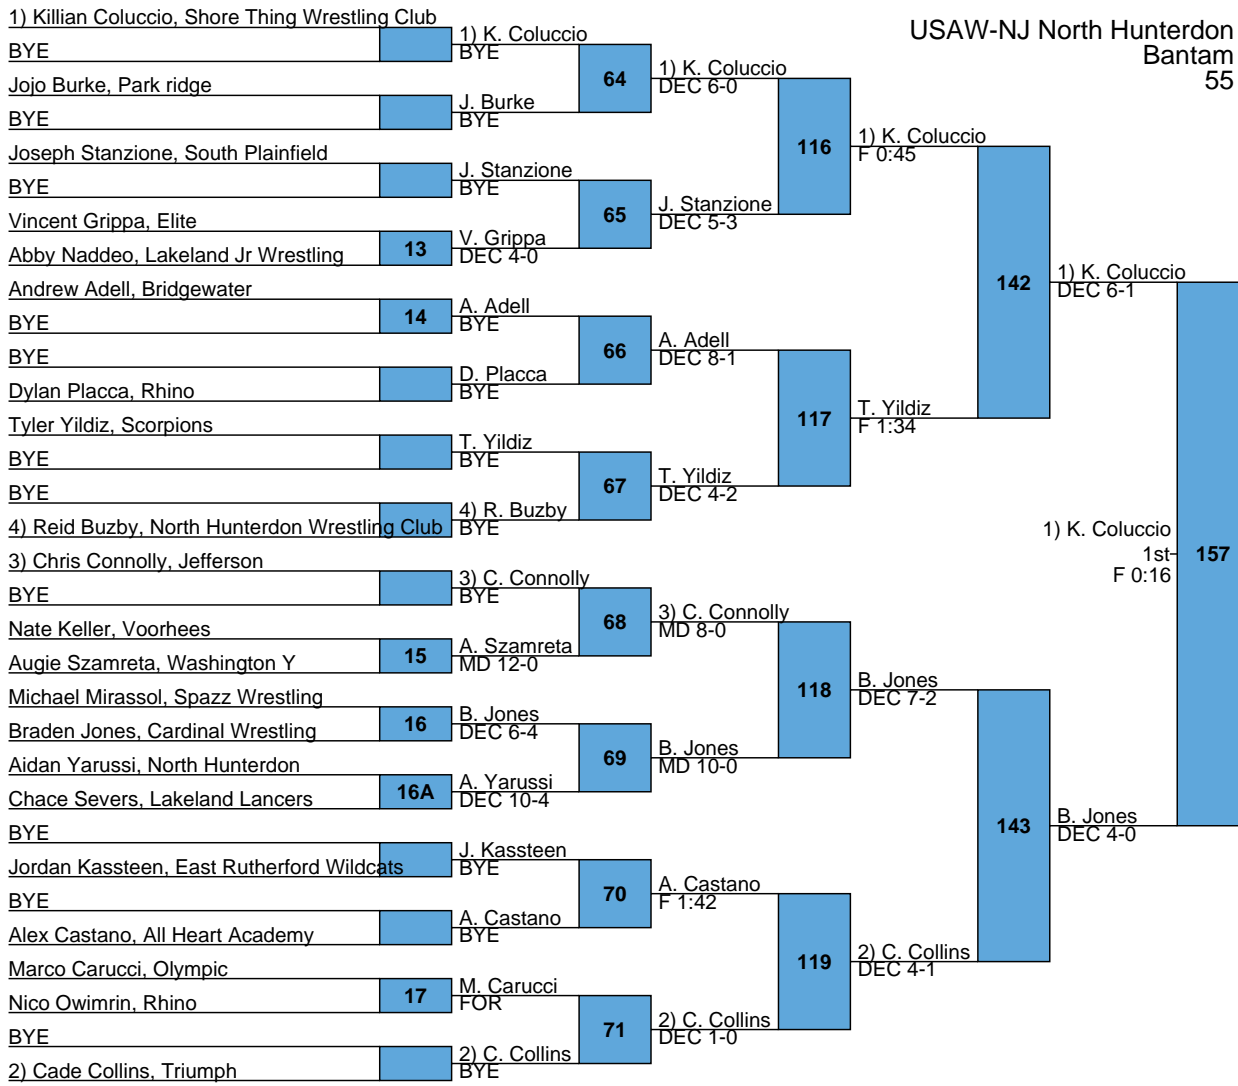 USAW-NJ North Hunterdon
Bantam
55
1) Killian Coluccio, Shore Thing Wrestling Club
BYE
Jojo Burke, Park ridge
BYE
Joseph Stanzione, South Plainfield
BYE
Vincent Grippa, Elite
Abby Naddeo, Lakeland Jr Wrestling
Andrew Adell, Bridgewater
BYE
BYE
Dylan Placca, Rhino
Tyler Yildiz, Scorpions
BYE
BYE
4) Reid Buzby, North Hunterdon Wrestling Club
3) Chris Connolly, Jefferson
BYE
Nate Keller, Voorhees
Augie Szamreta, Washington Y
Michael Mirassol, Spazz Wrestling
Braden Jones, Cardinal Wrestling
Aidan Yarussi, North Hunterdon
Chace Severs, Lakeland Lancers
BYE
Jordan Kassteen, East Rutherford Wildcats
BYE
Alex Castano, All Heart Academy
Marco Carucci, Olympic
Nico Owimrin, Rhino
BYE
2) Cade Collins, Triumph
13
14
15
16
16A
17
1) K. Coluccio
BYE
J. Burke
BYE
J. Stanzione
BYE
V. Grippa
DEC 4-0
A. Adell
BYE
D. Placca
BYE
T. Yildiz
BYE
4) R. Buzby
BYE
3) C. Connolly
BYE
A. Szamreta
MD 12-0
B. Jones
DEC 6-4
A. Yarussi
DEC 10-4
J. Kassteen
BYE
A. Castano
BYE
M. Carucci
FOR
2) C. Collins
BYE
64
65
66
67
68
69
70
71
1) K. Coluccio
DEC 6-0
J. Stanzione
DEC 5-3
A. Adell
DEC 8-1
T. Yildiz
DEC 4-2
3) C. Connolly
MD 8-0
B. Jones
MD 10-0
A. Castano
F 1:42
2) C. Collins
DEC 1-0
116
117
118
119
1) K. Coluccio
F 0:45
T. Yildiz
F 1:34
B. Jones
DEC 7-2
2) C. Collins
DEC 4-1
142
143
1) K. Coluccio
DEC 6-1
B. Jones
DEC 4-0
1) K. Coluccio
1st
F 0:16
157